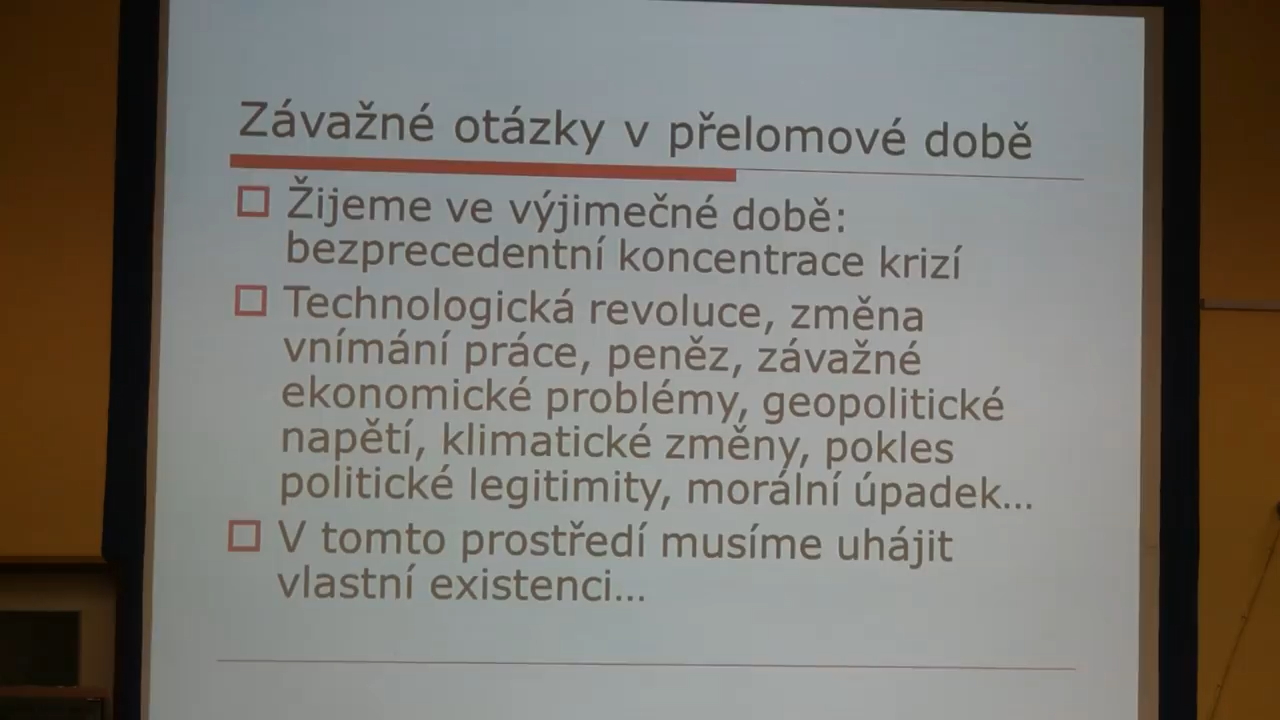 Závažné otázky v přelomové době
Žijeme ve výjimečné době:
bezprecedentní koncentrace krizí
Technologická revoluce, změna
vnímání práce, peněz, závažné
ekonomické problémy, geopolitické
napětí, klimatické změny, pokles
politické legitimity, morální úpadek…
V tomto prostředí musíme uhájit
vlastní existenci…